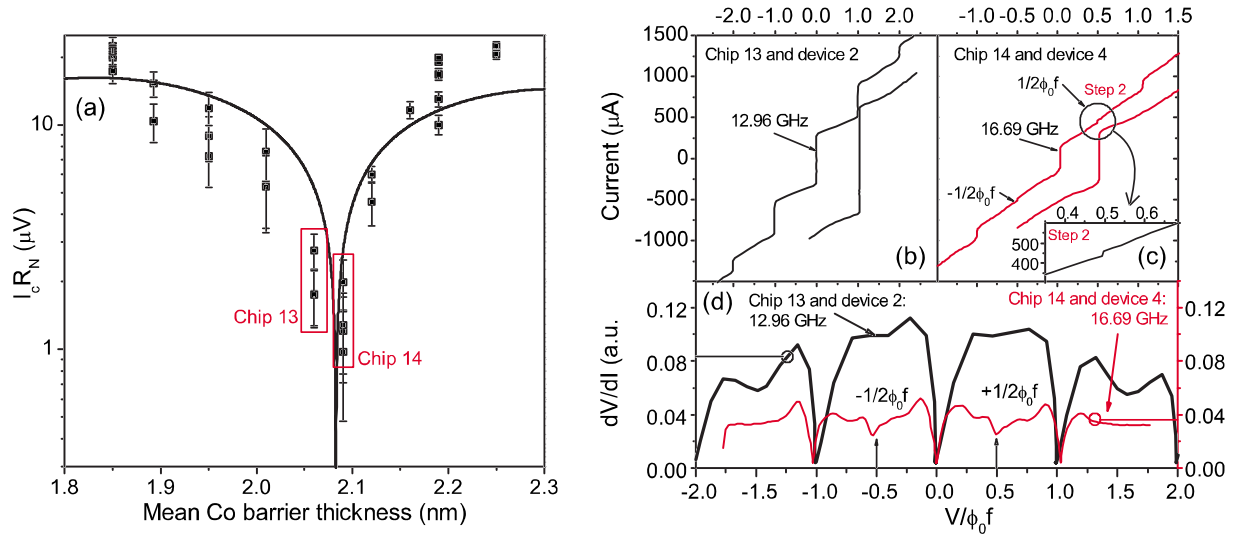 (a)
10
1
I_cR_N (μV)
Chip 13
Chip 14
1.8 1.9 2.0 2.1 2.2 2.3
Mean Co barrier thickness (nm)
-2.0 -1.0 0.0 1.0 2.0
-1.0 -0.5 0.0 0.5 1.0 1.5
1500
1000
500
0
-500
-1000
Current (μA)
Chip 13 and device 2
12.96 GHz
(b)
Chip 14 and device 4
1/2ϕ₀f
Step 2
16.69 GHz
-1/2ϕ₀f
0.4 0.5 0.6
Step 2
500
400
(c)
(d)
Chip 13 and device 2:
12.96 GHz
Chip 14 and device 4:
16.69 GHz
-1/2ϕ₀f
+1/2ϕ₀f
0.12
0.08
0.04
0.00
dV/dI (a.u.)
0.12
0.08
0.04
0.00
-2.0 -1.5 -1.0 -0.5 0.0 0.5 1.0 1.5 2.0
V/ϕ₀f